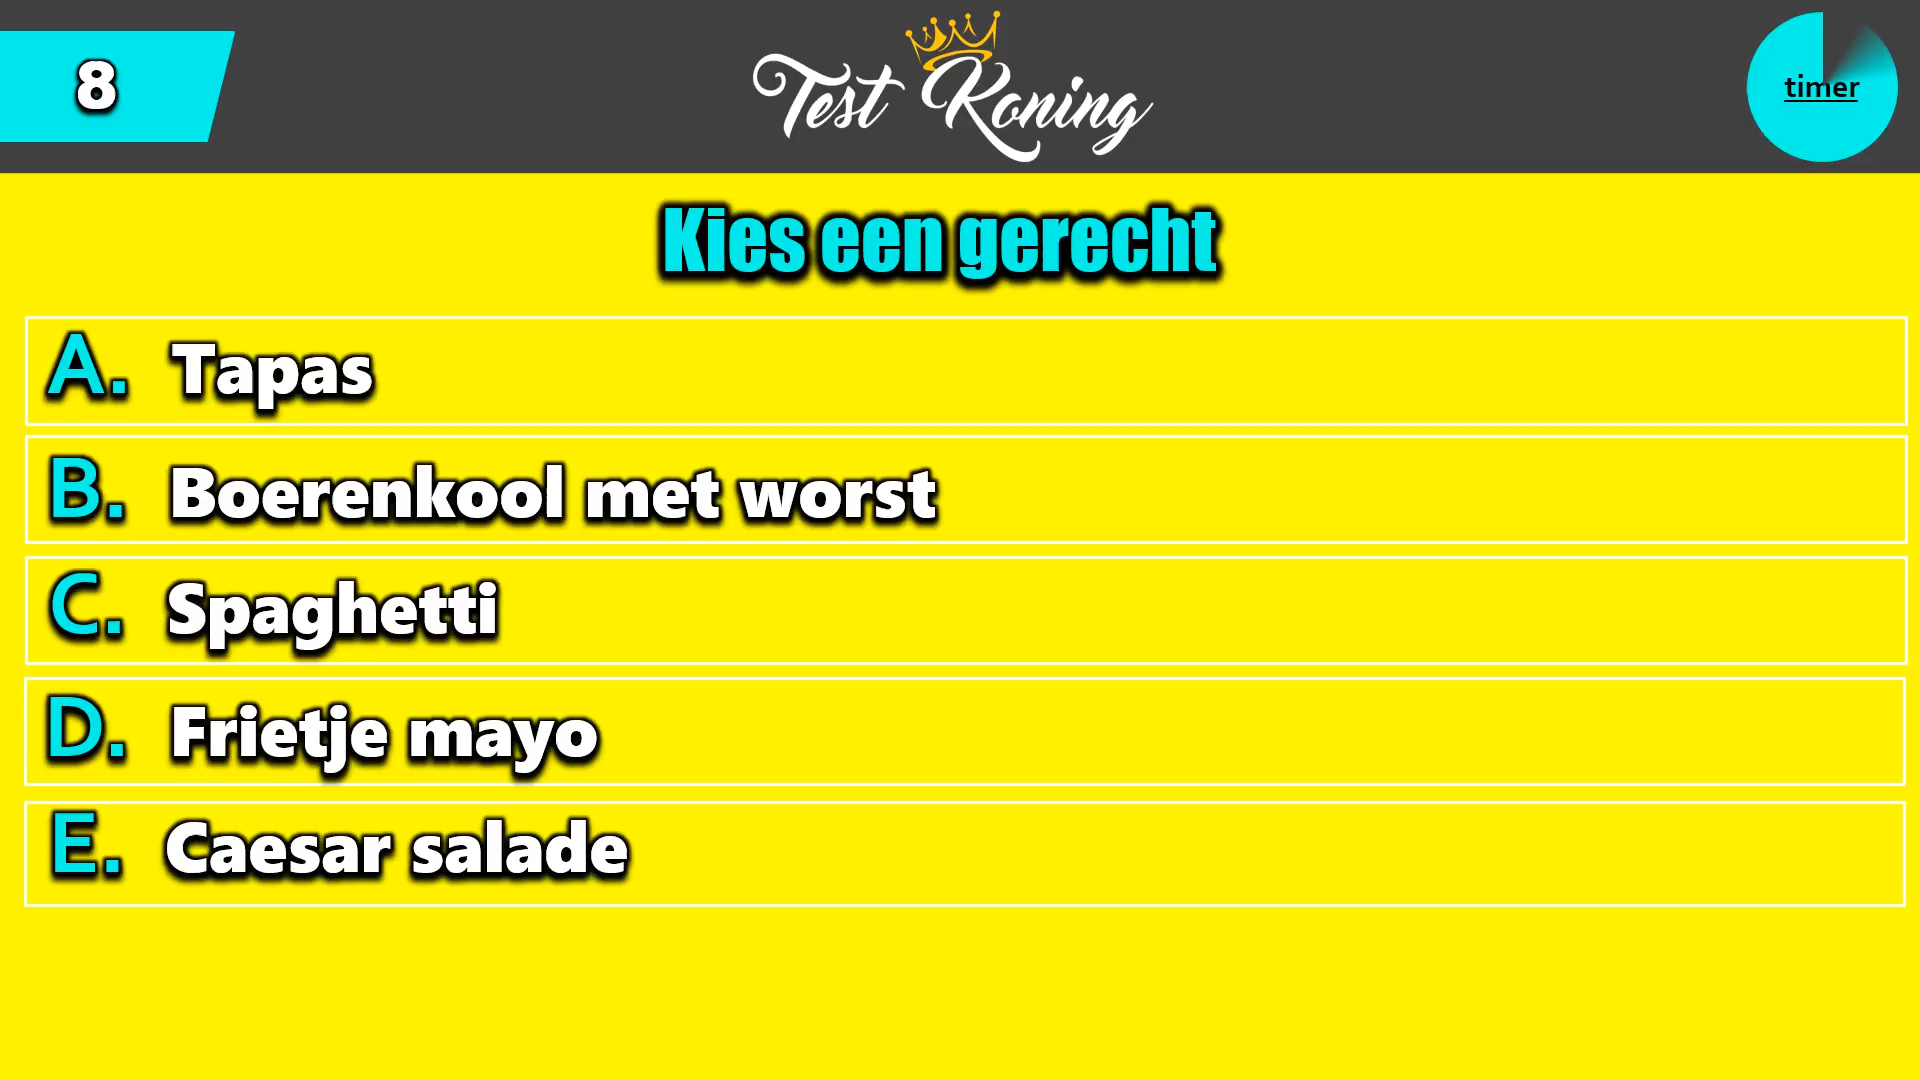 8
Test Koning
timer
Kies een gerecht
A. Tapas
B. Boerenkool met worst
C. Spaghetti
D. Frietje mayo
E. Caesar salade